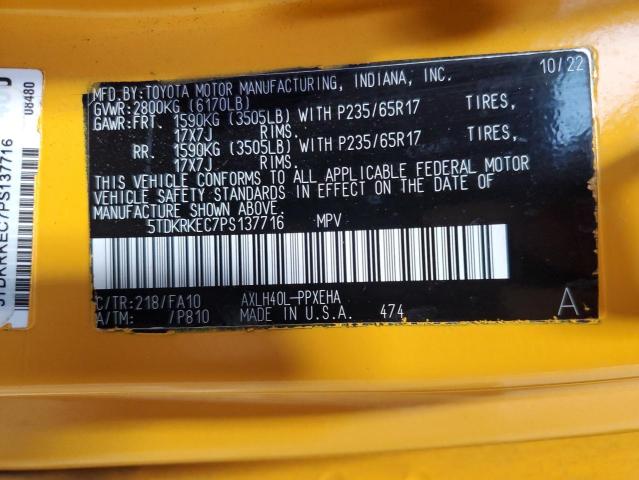 MFD.BY:TOYOTA MOTOR MANUFACTURING, INDIANA, INC. 10/22
GVWR:2800KG (6170LB)
GAWR:FRT. 1590KG (3505LB) WITH P235/65R17 TIRES,
17X7J RIMS.
RR. 1590KG (3505LB) WITH P235/65R17 TIRES,
17X7J RIMS.
THIS VEHICLE CONFORMS TO ALL APPLICABLE FEDERAL MOTOR
VEHICLE SAFETY STANDARDS IN EFFECT ON THE DATE OF
MANUFACTURE SHOWN ABOVE.
5TDKRKEC7PS137716 MPV
C/TR:218/FA10 AXLH40L-PPXEHA
A/TM: /P810 MADE IN U.S.A. 474 A
5TDKRKEC7PS137716
08480